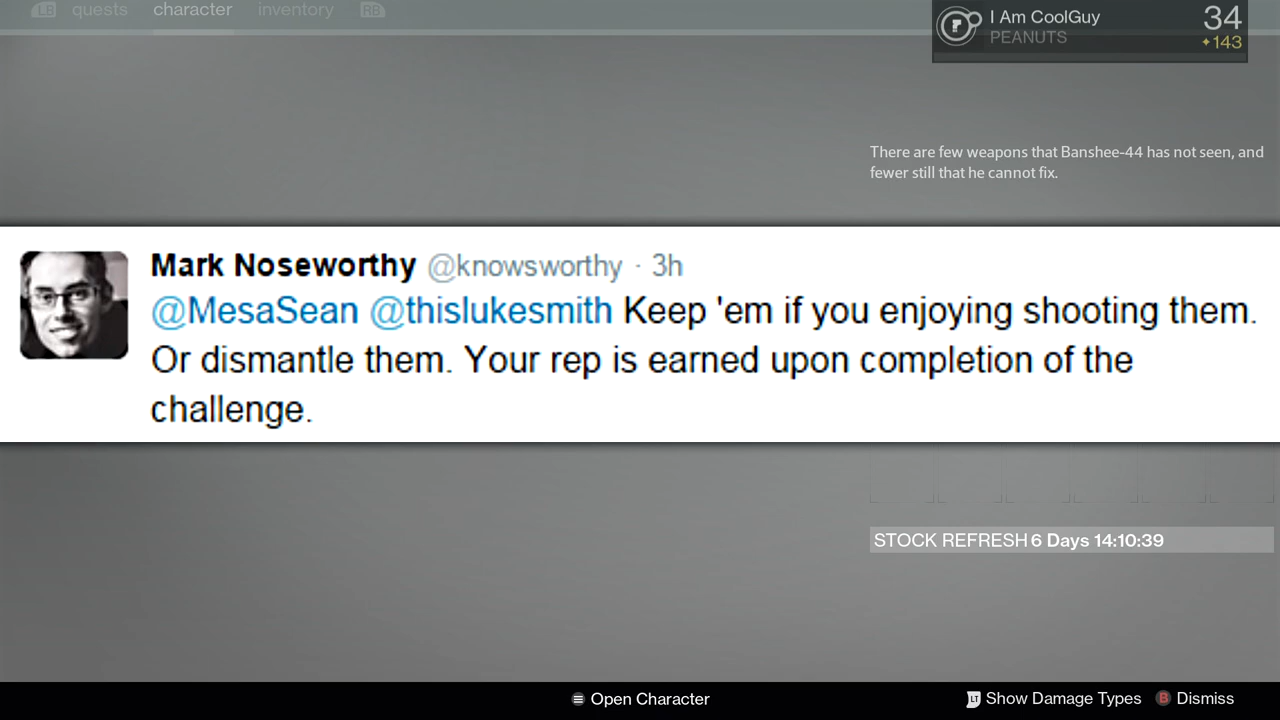 LB quests character inventory RB
I Am CoolGuy 34
PEANUTS +143
There are few weapons that Banshee-44 has not seen, and
fewer still that he cannot fix.
Mark Noseworthy @knowsworthy · 3h
@MesaSean @thislukesmith Keep 'em if you enjoying shooting them.
Or dismantle them. Your rep is earned upon completion of the
challenge.
STOCK REFRESH 6 Days 14:10:39
Open Character LT Show Damage Types B Dismiss